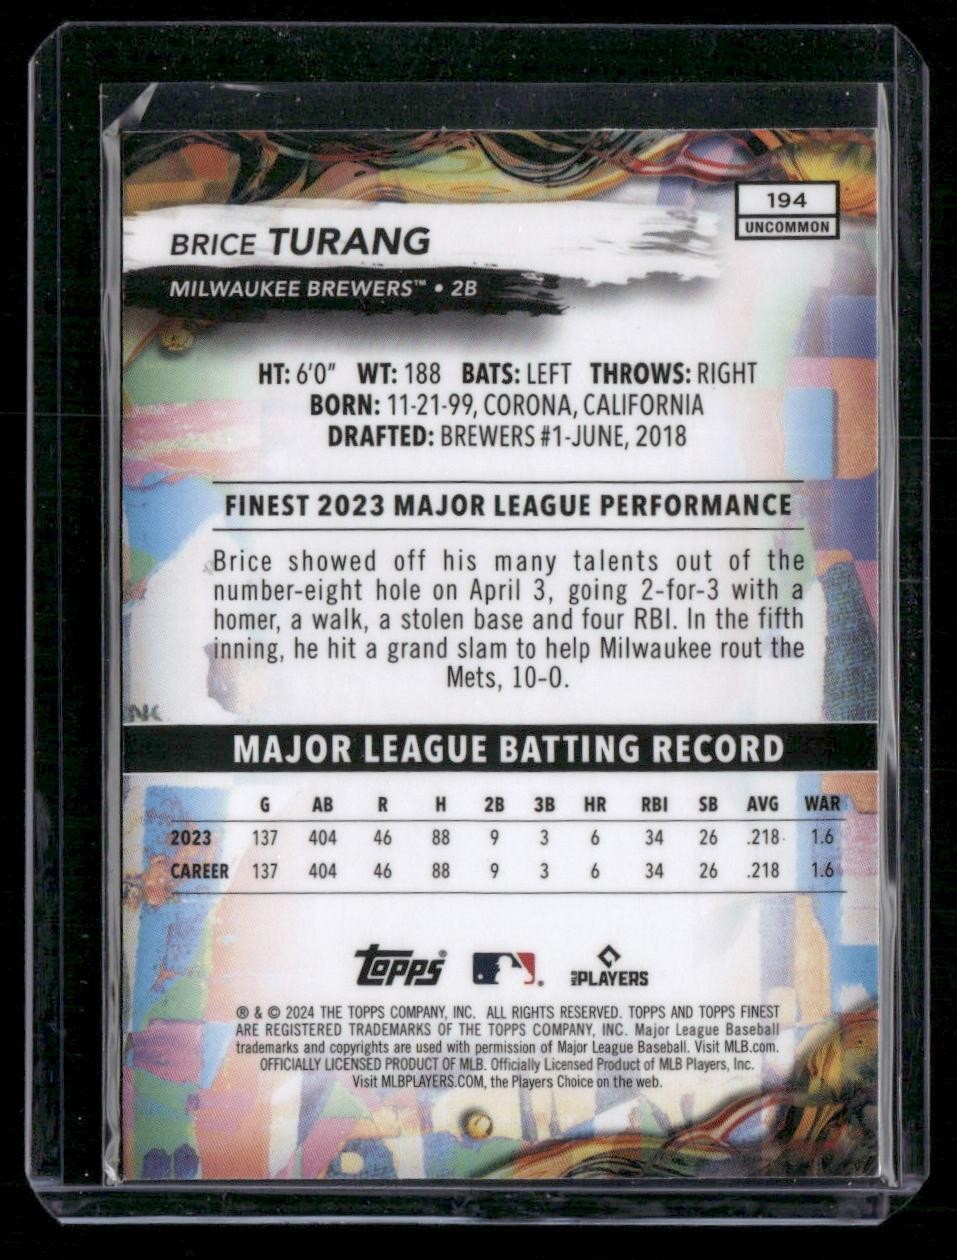 194
UNCOMMON
BRICE TURANG
MILWAUKEE BREWERS™ • 2B
HT: 6'0" WT: 188 BATS: LEFT THROWS: RIGHT
BORN: 11-21-99, CORONA, CALIFORNIA
DRAFTED: BREWERS #1-JUNE, 2018
FINEST 2023 MAJOR LEAGUE PERFORMANCE
Brice showed off his many talents out of the
number-eight hole on April 3, going 2-for-3 with a
homer, a walk, a stolen base and four RBI. In the fifth
inning, he hit a grand slam to help Milwaukee rout the
Mets, 10-0.
MAJOR LEAGUE BATTING RECORD
G AB R H 2B 3B HR RBI SB AVG WAR
2023 137 404 46 88 9 3 6 34 26 .218 1.6
CAREER 137 404 46 88 9 3 6 34 26 .218 1.6
Topps® MLB PLAYERS
® & © 2024 THE TOPPS COMPANY, INC. ALL RIGHTS RESERVED. TOPPS AND TOPPS FINEST
ARE REGISTERED TRADEMARKS OF THE TOPPS COMPANY, INC. Major League Baseball
trademarks and copyrights are used with permission of Major League Baseball. Visit MLB.com.
OFFICIALLY LICENSED PRODUCT OF MLB. Officially Licensed Product of MLB Players, Inc.
Visit MLBPLAYERS.COM, the Players Choice on the web.